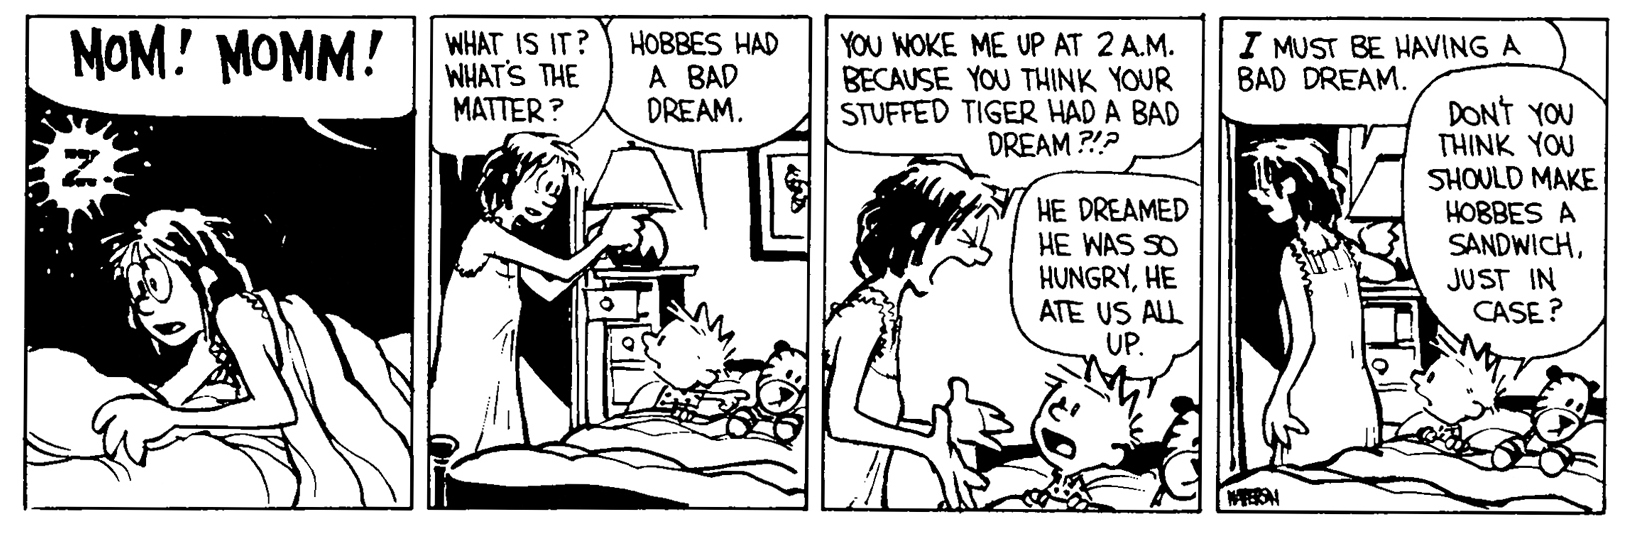 MOM! MOMM!
Z
WHAT IS IT?
WHAT'S THE
MATTER?
HOBBES HAD
A BAD
DREAM.
YOU WOKE ME UP AT 2 A.M.
BECAUSE YOU THINK YOUR
STUFFED TIGER HAD A BAD
DREAM?!?
HE DREAMED
HE WAS SO
HUNGRY, HE
ATE US ALL
UP.
I MUST BE HAVING A
BAD DREAM.
DON'T YOU
THINK YOU
SHOULD MAKE
HOBBES A
SANDWICH,
JUST IN
CASE?
WATTERSON